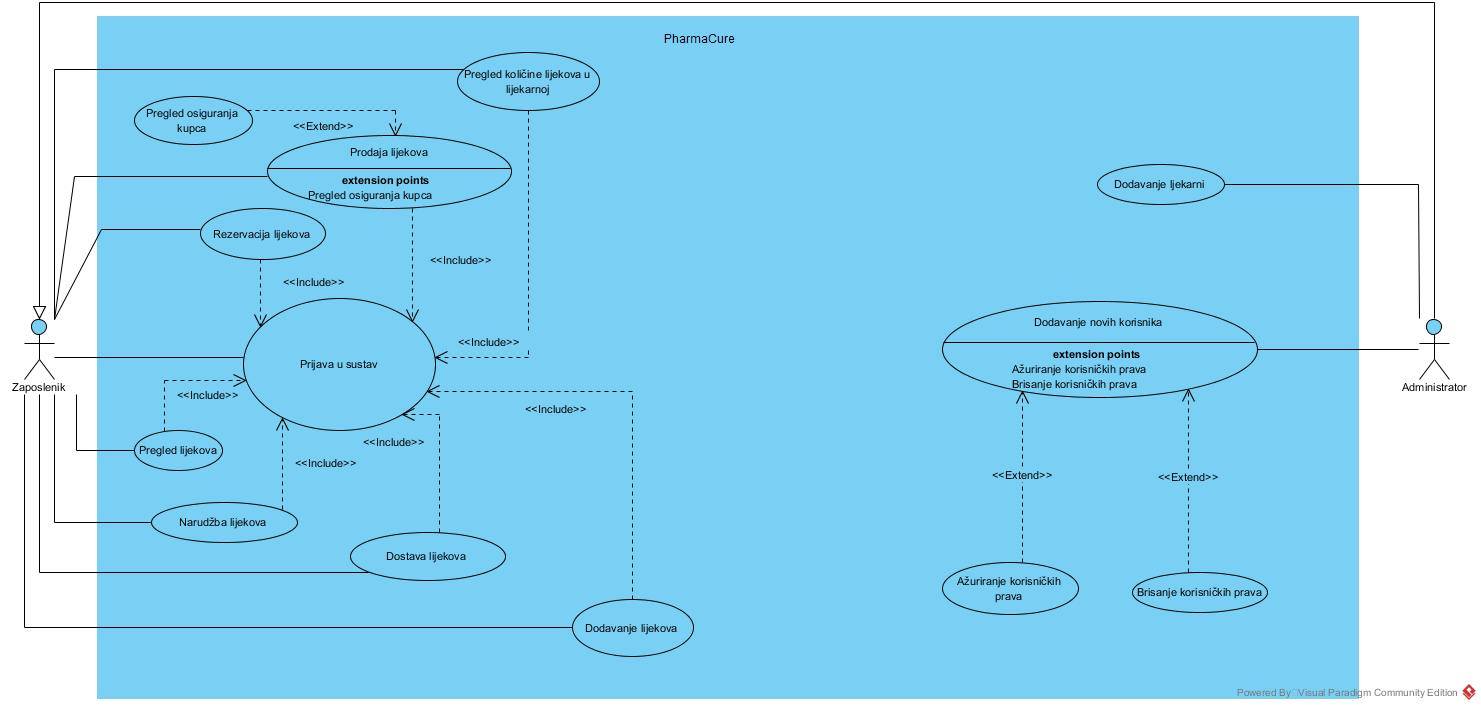 PharmaCure
Pregled količine lijekova u
lijekarnoj
Pregled osiguranja
kupca
<<Extend>>
Prodaja lijekova
extension points
Pregled osiguranja kupca
Dodavanje ljekarni
Rezervacija lijekova
<<Include>>
<<Include>>
<<Include>>
Prijava u sustav
Dodavanje novih korisnika
extension points
Ažuriranje korisničkih prava
Brisanje korisničkih prava
Zaposlenik
Administrator
<<Include>>
<<Include>>
<<Include>>
<<Include>>
Pregled lijekova
<<Extend>>
<<Extend>>
Narudžba lijekova
Dostava lijekova
Ažuriranje korisničkih
prava
Brisanje korisničkih prava
Dodavanje lijekova
Powered By Visual Paradigm Community Edition